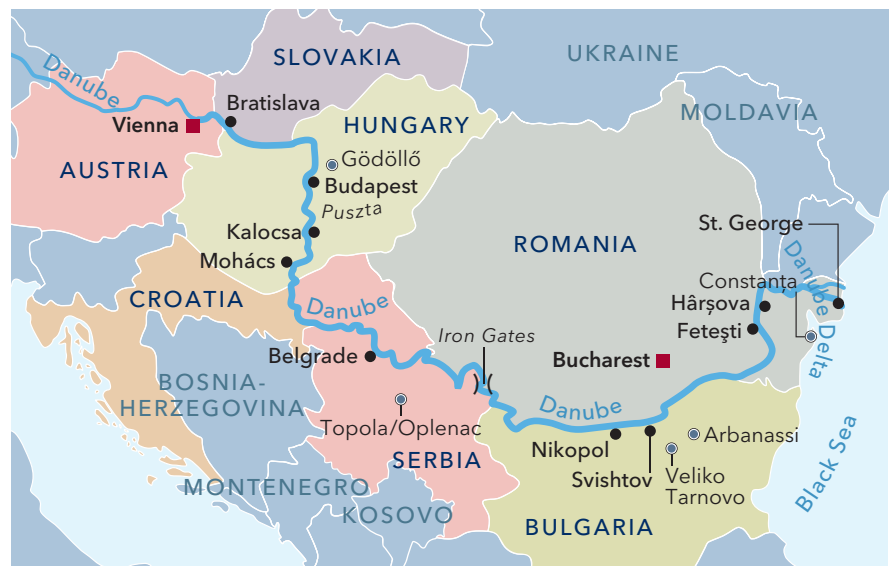 SLOVAKIA
UKRAINE
Danube
Bratislava
Vienna
MOLDAVIA
HUNGARY
Gödöllő
AUSTRIA
Budapest
Puszta
Kalocsa
St. George
ROMANIA
Mohács
Constanța
Danube Delta
CROATIA
Danube
Hârșova
Iron Gates
Fetești
Belgrade
Bucharest
BOSNIA-
HERZEGOVINA
Danube
Topola/Oplenac
Nikopol
Arbanassi
SERBIA
Svishtov
Veliko
Tarnovo
Black Sea
MONTENEGRO
KOSOVO
BULGARIA